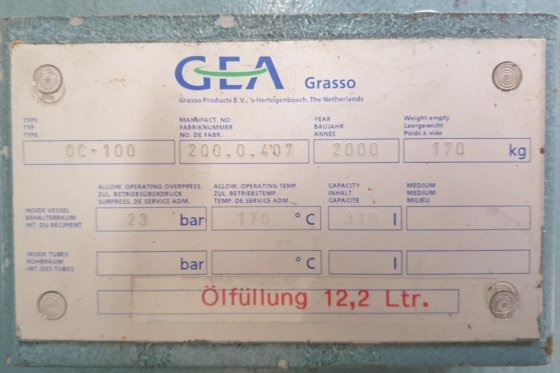 GEA Grasso
Grasso Products B.V., 's-Hertogenbosch, The Netherlands
TYPE MANUFACT. NO YEAR Weight empty
TYP FABRIKNUMMER BAUJAHR Leergewicht
TYPE NO. DE FABR. ANNEE Poids à vide
OC-100 200.0.407 2000 170 kg
ALLOW. OPERATING OVERPRESS. ALLOW. OPERATING TEMP. CAPACITY MEDIUM
ZUL. BETRIEBSÜBERDRUCK ZUL. BETRIEBSTEMP. INHALT MEDIUM
SURPRESS. DE SERVICE ADM. TEMP. DE SERVICE ADM. CAPACITE MILIEU
INSIDE VESSEL
BEHALTERRAUM 23 bar 170 °C 110 l
INT. DU RECIPIENT
INSIDE TUBES
ROHRRAUM bar °C l
INT. DES TUBES
Ölfüllung 12,2 Ltr.